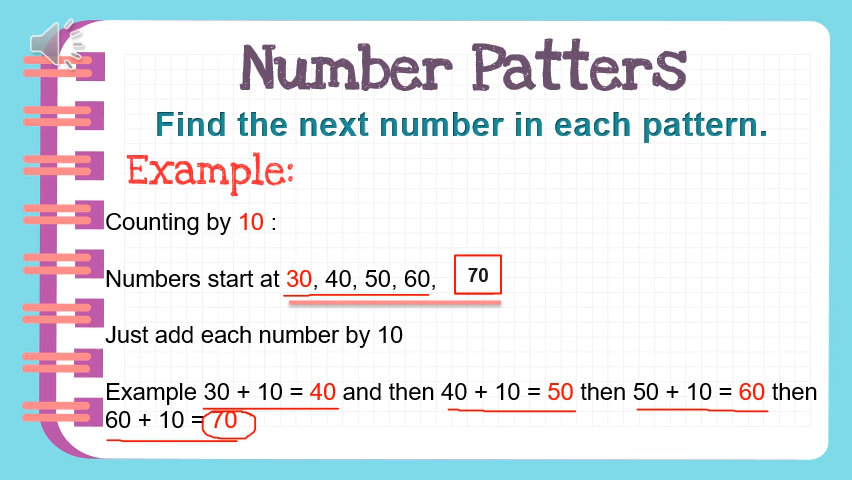 Number Patters
Find the next number in each pattern.
Example:
Counting by 10 :
Numbers start at 30, 40, 50, 60, 70
Just add each number by 10
Example 30 + 10 = 40 and then 40 + 10 = 50 then 50 + 10 = 60 then
60 + 10 = 70